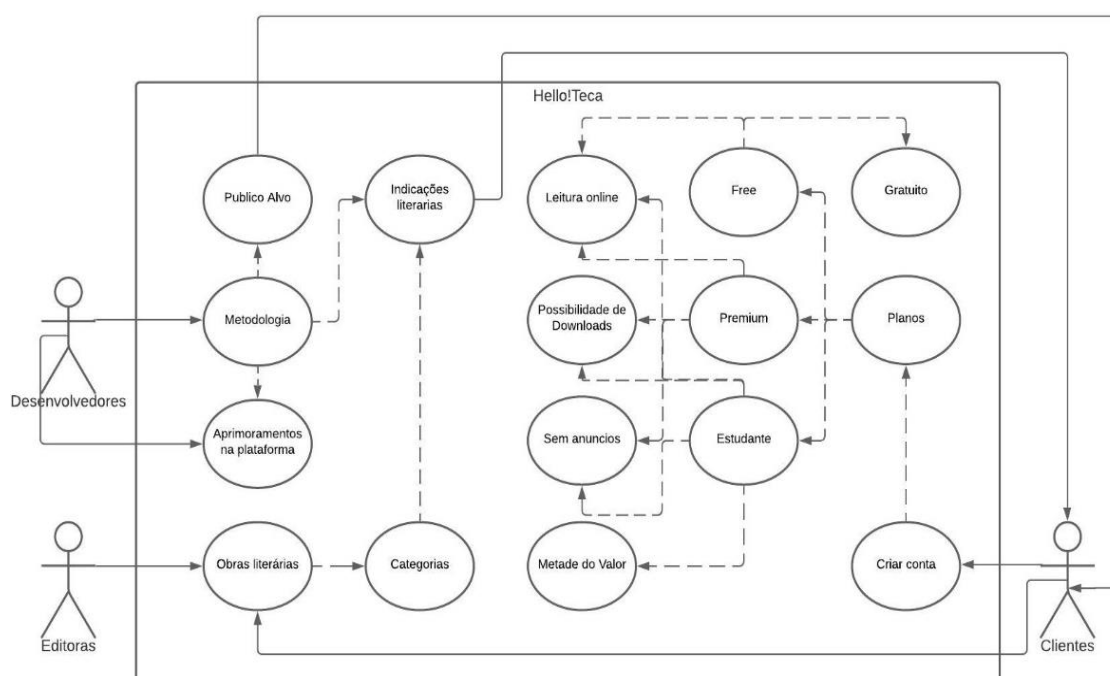 Hello!Teca
Publico Alvo
Indicações
literarias
Leitura online
Free
Gratuito
Metodologia
Possibilidade de
Downloads
Premium
Planos
Desenvolvedores
Aprimoramentos
na plataforma
Sem anuncios
Estudante
Obras literárias
Categorias
Metade do Valor
Criar conta
Editoras
Clientes